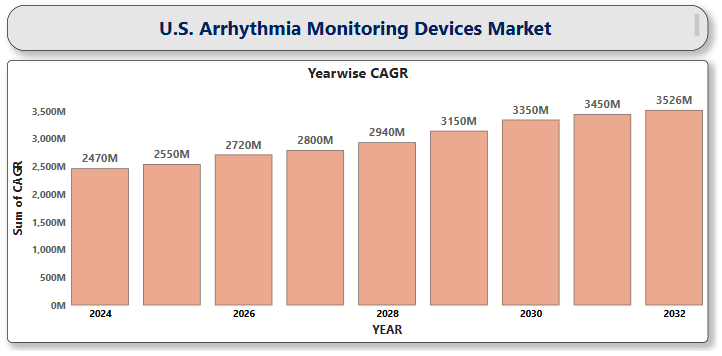 U.S. Arrhythmia Monitoring Devices Market
Yearwise CAGR
Sum of CAGR
3,500M
3,000M
2,500M
2,000M
1,500M
1,000M
500M
0M
2470M
2550M
2720M
2800M
2940M
3150M
3350M
3450M
3526M
2024
2026
2028
2030
2032
YEAR